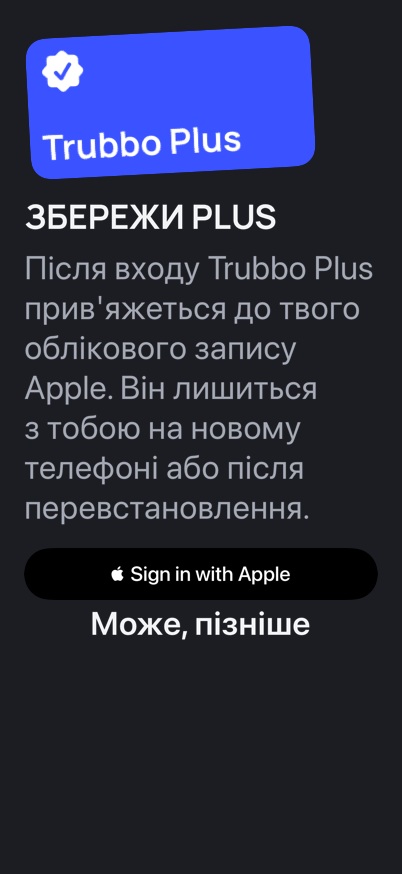 Trubbo Plus
ЗБЕРЕЖИ PLUS
Після входу Trubbo Plus
прив'яжеться до твого
облікового запису
Apple. Він лишиться
з тобою на новому
телефоні або після
перевстановлення.
Sign in with Apple
Може, пізніше